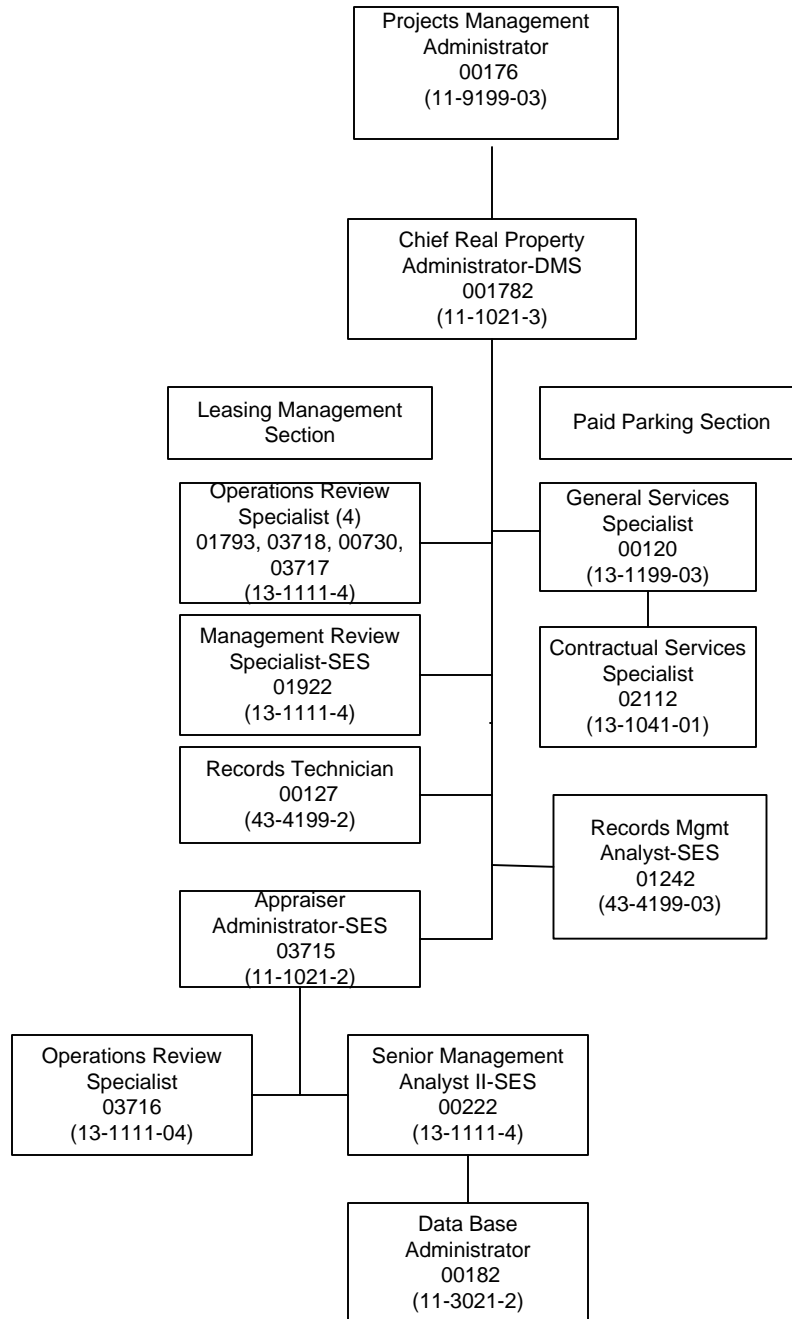 Projects Management
Administrator
00176
(11-9199-03)
Chief Real Property
Administrator-DMS
001782
(11-1021-3)
Leasing Management
Section
Paid Parking Section
Operations Review
Specialist (4)
01793, 03718, 00730,
03717
(13-1111-4)
General Services
Specialist
00120
(13-1199-03)
Management Review
Specialist-SES
01922
(13-1111-4)
Contractual Services
Specialist
02112
(13-1041-01)
Records Technician
00127
(43-4199-2)
Records Mgmt
Analyst-SES
01242
(43-4199-03)
Appraiser
Administrator-SES
03715
(11-1021-2)
Operations Review
Specialist
03716
(13-1111-04)
Senior Management
Analyst II-SES
00222
(13-1111-4)
Data Base
Administrator
00182
(11-3021-2)